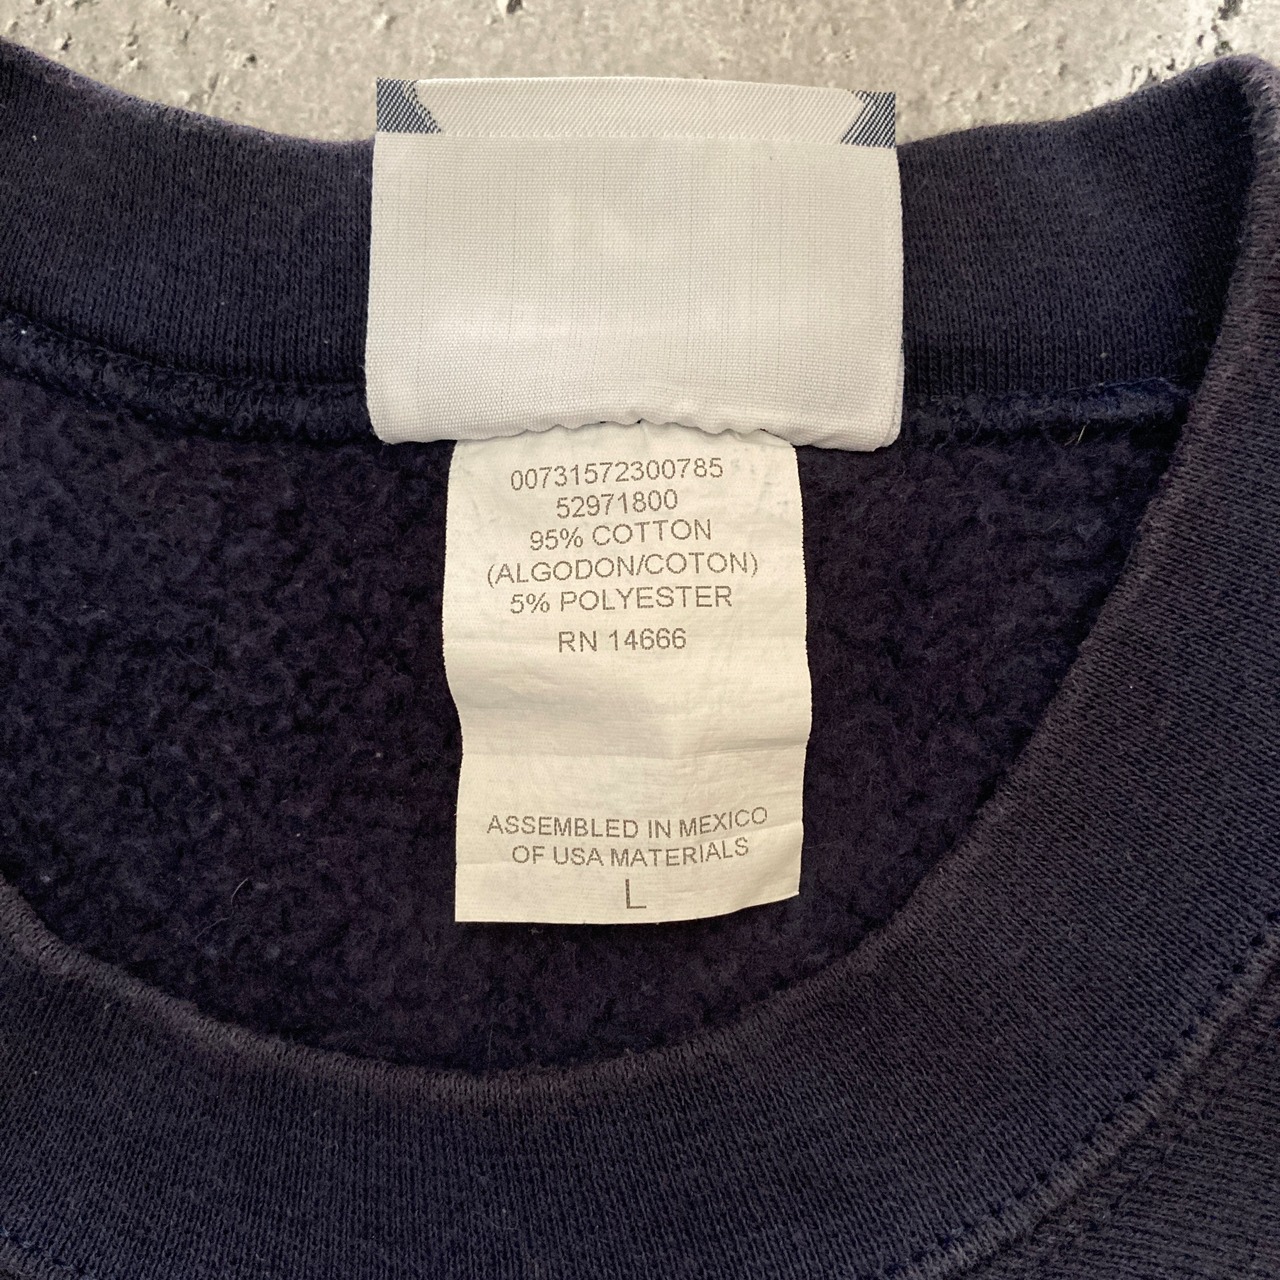 00731572300785
52971800
95% COTTON
(ALGODON/COTON)
5% POLYESTER
RN 14666
ASSEMBLED IN MEXICO
OF USA MATERIALS
L